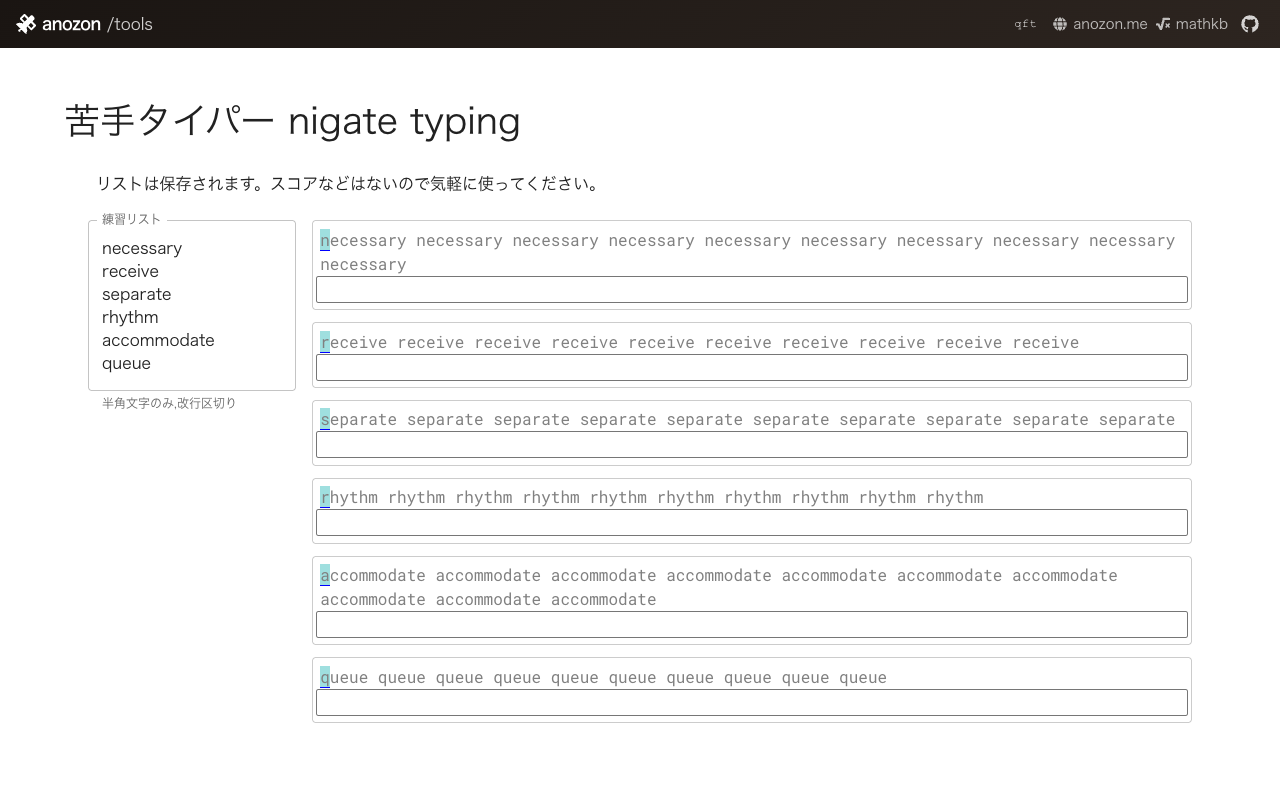 anozon /tools
qft anozon.me mathkb
苦手タイパー nigate typing
リストは保存されます。スコアなどはないので気軽に使ってください。
練習リスト
necessary
receive
separate
rhythm
accommodate
queue
半角文字のみ,改行区切り
necessary necessary necessary necessary necessary necessary necessary necessary necessary
necessary
receive receive receive receive receive receive receive receive receive receive
separate separate separate separate separate separate separate separate separate separate
rhythm rhythm rhythm rhythm rhythm rhythm rhythm rhythm rhythm rhythm
accommodate accommodate accommodate accommodate accommodate accommodate accommodate
accommodate accommodate accommodate
queue queue queue queue queue queue queue queue queue queue